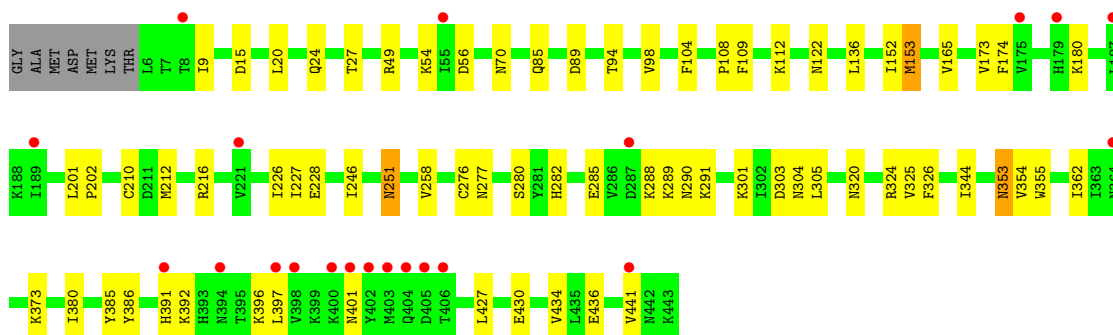 GLY ALA MET ASP MET LYS THR L6 T7 T8 I9 D15 L20 Q24 T27 R49 K54 I55 D56 N70 Q85 D89 T94 V98 F104 P108 F109 K112 N122 L136 I152 M153 V165 V173 F174 V175 H179 K180 L187
K188 I189 L201 P202 C210 D211 M212 R216 V221 I226 I227 E228 I246 N251 V258 C276 N277 S280 Y281 H282 E285 V286 D287 K288 K289 N290 K291 K301 I302 D303 N304 L305 N320 R324 V325 F326 I344 N353 V354 W355 I362 I363 N364
K373 I380 Y385 Y386 H391 K392 H393 N394 T395 K396 L397 V398 K399 K400 N401 Y402 M403 Q404 D405 T406 L427 E430 V434 L435 E436 V441 N442 K443